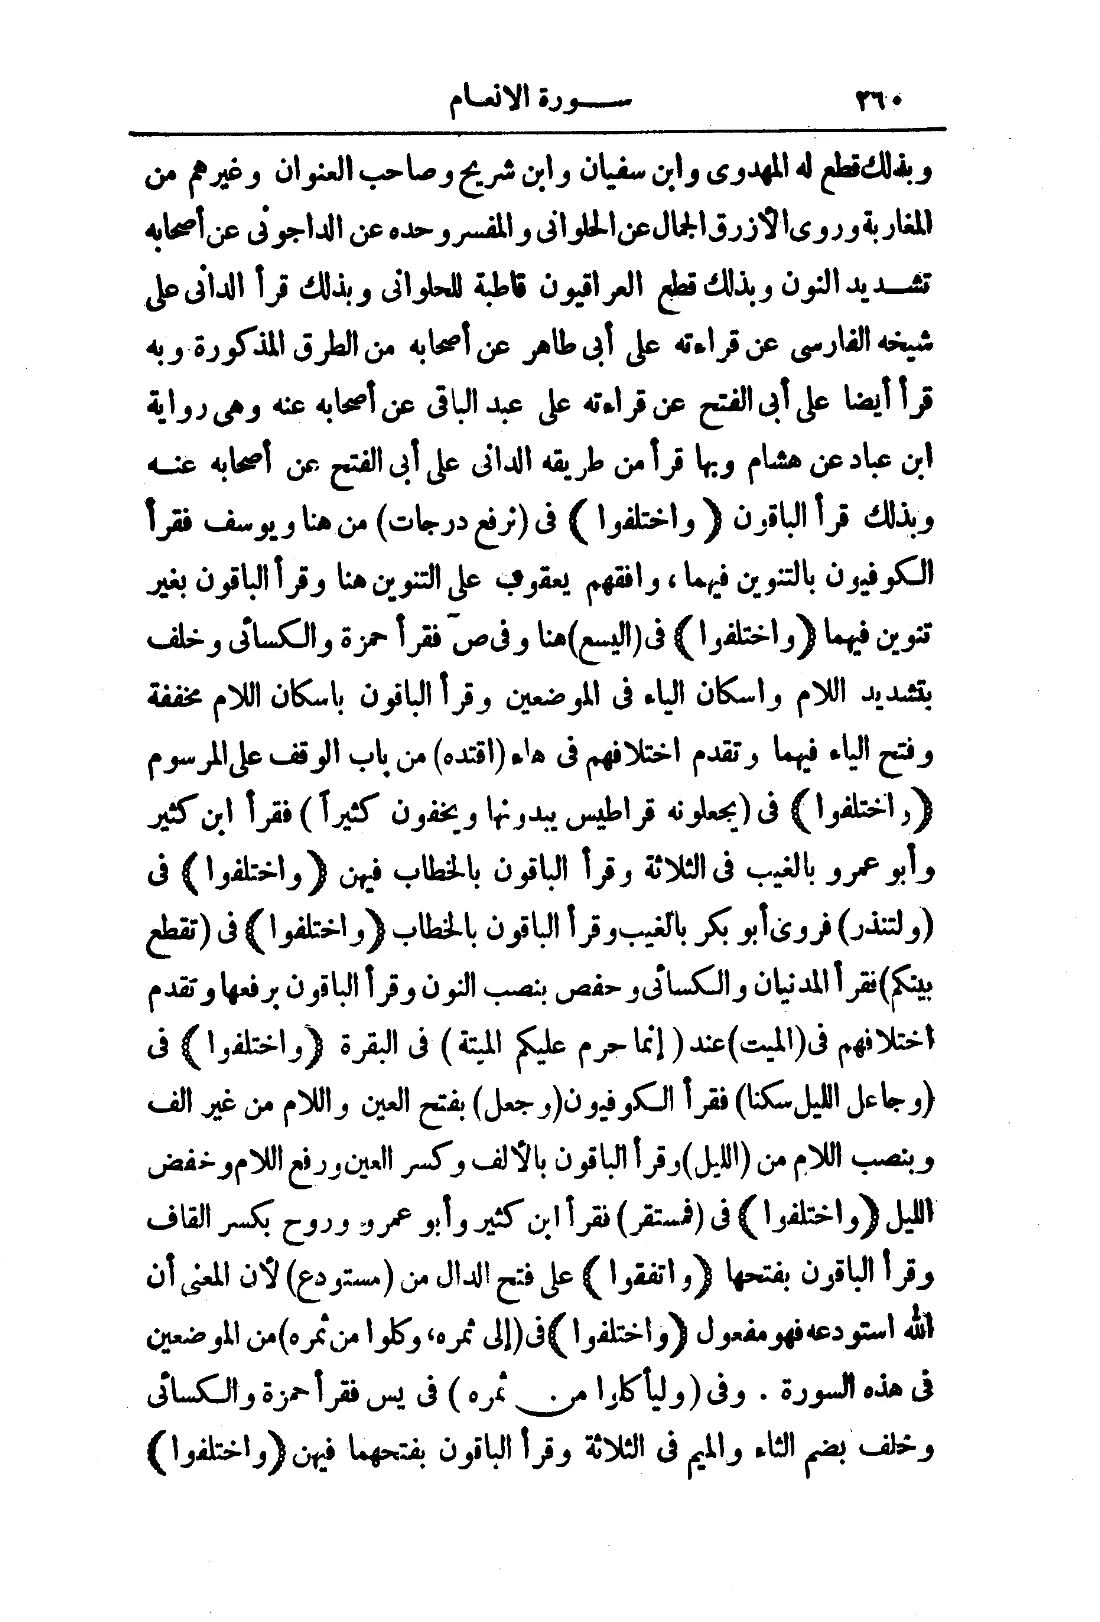 ٢٦٠ سورة الانعام
وبذلك قطع له المهدوى وابن سفيان وابن شريح وصاحب العنوان وغيرهم من
المغاربة وروى الأزرق الجمال عن الحلوانى والمفسر وحده عن الداجونى عن أصحابه
تشديد النون وبذلك قطع العراقيون قاطبة للحلوانى وبذلك قرأ الدانى على
شيخه الفارسى عن قراءته على أبى طاهر عن أصحابه من الطرق المذكورة وبه
قرأ أيضا على أبى الفتح عن قراءته على عبد الباقى عن أصحابه عنه وهى رواية
ابن عباد عن هشام وبها قرأ من طريقه الدانى على أبى الفتح عن أصحابه عنه
وبذلك قرأ الباقون ﴿واختلفوا﴾ فى (نرفع درجات) من هنا ويوسف فقرأ
الكوفيون بالتنوين فيهما، وافقهم يعقوب على التنوين هنا وقرأ الباقون بغير
تنوين فيهما ﴿واختلفوا﴾ فى (اليسع) هنا وفى صٓ فقرأ حمزة والكسائى وخلف
بتشديد اللام واسكان الياء فى الموضعين وقرأ الباقون باسكان اللام مخففة
وفتح الياء فيهما وتقدم اختلافهم فى هاء (اقتده) من باب الوقف على المرسوم
﴿واختلفوا﴾ فى (يجعلونه قراطيس يبدونها ويخفون كثيراً) فقرأ ابن كثير
وأبو عمرو بالغيب فى الثلاثة وقرأ الباقون بالخطاب فيهن ﴿واختلفوا﴾ فى
(ولتنذر) فروى أبو بكر بالغيب وقرأ الباقون بالخطاب ﴿واختلفوا﴾ فى (تقطع
بينكم) فقرأ المدنيان والكسائى وحفص بنصب النون وقرأ الباقون برفعها وتقدم
اختلافهم فى (الميت) عند (إنما حرم عليكم الميتة) فى البقرة ﴿واختلفوا﴾ فى
(وجاعل الليل سكنا) فقرأ الكوفيون (وجعل) بفتح العين واللام من غير الف
وبنصب اللام من (الليل) وقرأ الباقون بالألف وكسر العين ورفع اللام وخفض
الليل ﴿واختلفوا﴾ فى (فمستقر) فقرأ ابن كثير وأبو عمرو وروح بكسر القاف
وقرأ الباقون بفتحها ﴿واتفقوا﴾ على فتح الدال من (مستودع) لأن المعنى أن
الله استودعه فهو مفعول ﴿واختلفوا﴾ فى (إلى ثمره، وكلوا من ثمره) من الموضعين
فى هذه السورة . وفى (وليأكلوا من ثمره) فى يس فقرأ حمزة والكسائى
وخلف بضم الثاء والميم فى الثلاثة وقرأ الباقون بفتحهما فيهن ﴿واختلفوا﴾